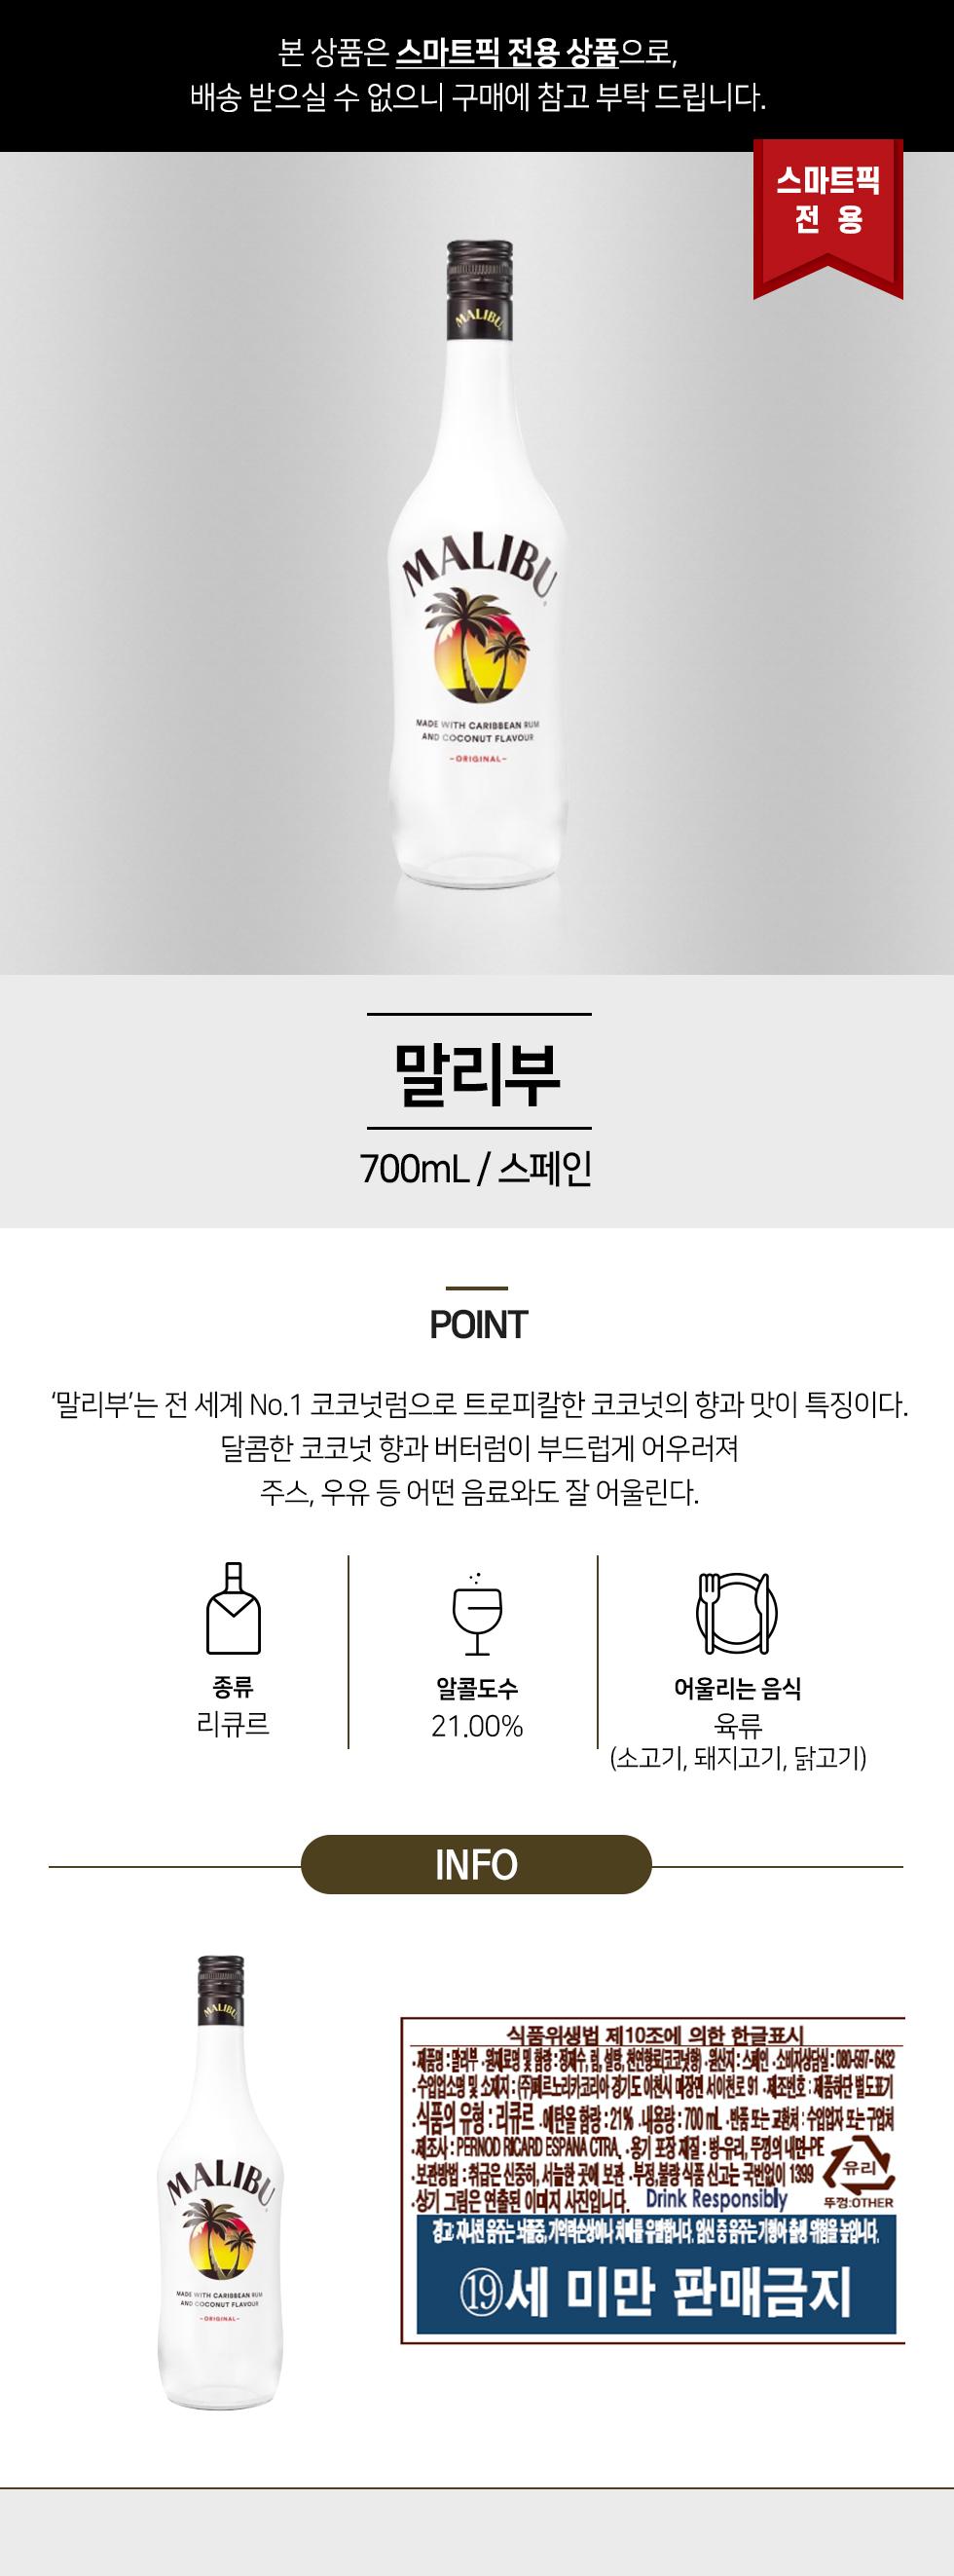 본 상품은 스마트픽 전용 상품으로,
배송 받으실 수 없으니 구매에 참고 부탁 드립니다.
스마트픽
전 용
MALIBU
MALIBU
MADE WITH CARIBBEAN RUM
AND COCONUT FLAVOUR
-ORIGINAL-
말리부
700mL / 스페인
POINT
‘말리부’는 전 세계 No.1 코코넛럼으로 트로피칼한 코코넛의 향과 맛이 특징이다.
달콤한 코코넛 향과 버터럼이 부드럽게 어우러져
주스, 우유 등 어떤 음료와도 잘 어울린다.
종류
리큐르
알콜도수
21.00%
어울리는 음식
육류
(소고기, 돼지고기, 닭고기)
INFO
MALIBU
MALIBU
MADE WITH CARIBBEAN RUM
AND COCONUT FLAVOUR
-ORIGINAL-
식품위생법 제10조에 의한 한글표시
·제품명 : 말리부 ·원재료명 및 함량 : 정제수, 럼, 설탕, 천연향료(코코넛향) ·원산지 : 스페인 ·소비자상담실 : 080-597-6432
·수입업소명 및 소재지 : (주)페르노리카코리아 경기도 이천시 마장면 서이천로 91 ·제조번호 : 제품하단 별도표기
·식품의 유형 : 리큐르 ·에탄올 함량 : 21% ·내용량 : 700 mL ·반품 또는 교환처 : 수입업자 또는 구입처
·제조사 : PERNOD RICARD ESPANA CTRA, ·용기 포장 재질 : 병-유리, 뚜껑의 내면-PE
·보관방법 : 취급은 신중히, 서늘한 곳에 보관 ·부정,불량 식품 신고는 국번없이 1399
유리
·상기 그림은 연출된 이미지 사진입니다. Drink Responsibly
뚜껑:OTHER
경고: 지나친 음주는 뇌졸중, 기억력손상이나 치매를 유발합니다. 임신 중 음주는 기형아 출생 위험을 높입니다.
⑲세 미만 판매금지